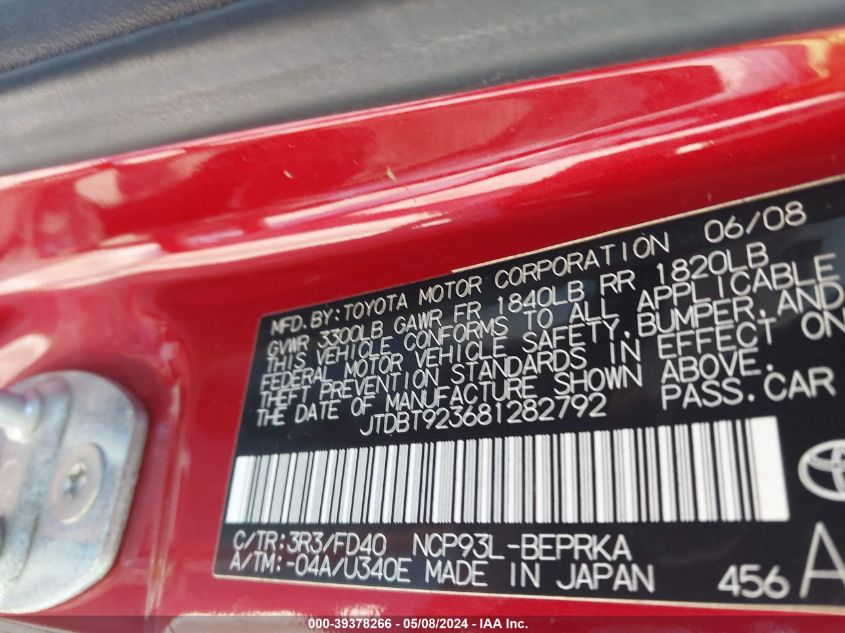 MFD.BY:TOYOTA MOTOR CORPORATION 06/08
GVWR 3300LB GAWR FR 1840LB RR 1820LB
THIS VEHICLE CONFORMS TO ALL APPLICABLE
FEDERAL MOTOR VEHICLE SAFETY,BUMPER,AND
THEFT PREVENTION STANDARDS IN EFFECT ON
THE DATE OF MANUFACTURE SHOWN ABOVE.
JTDBT923681282792 PASS.CAR
C/TR:3R3/FD40 NCP93L-BEPRKA
A/TM:-04A/U340E MADE IN JAPAN 456 A
000-39378266 - 05/08/2024 - IAA Inc.